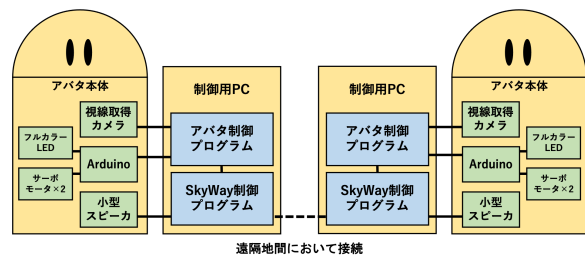 アバタ本体
視線取得
カメラ
フルカラー
LED
Arduino
サーボ
モータ×2
小型
スピーカ
制御用PC
アバタ制御
プログラム
SkyWay制御
プログラム
制御用PC
アバタ制御
プログラム
SkyWay制御
プログラム
アバタ本体
視線取得
カメラ
フルカラー
LED
Arduino
サーボ
モータ×2
小型
スピーカ
遠隔地間において接続